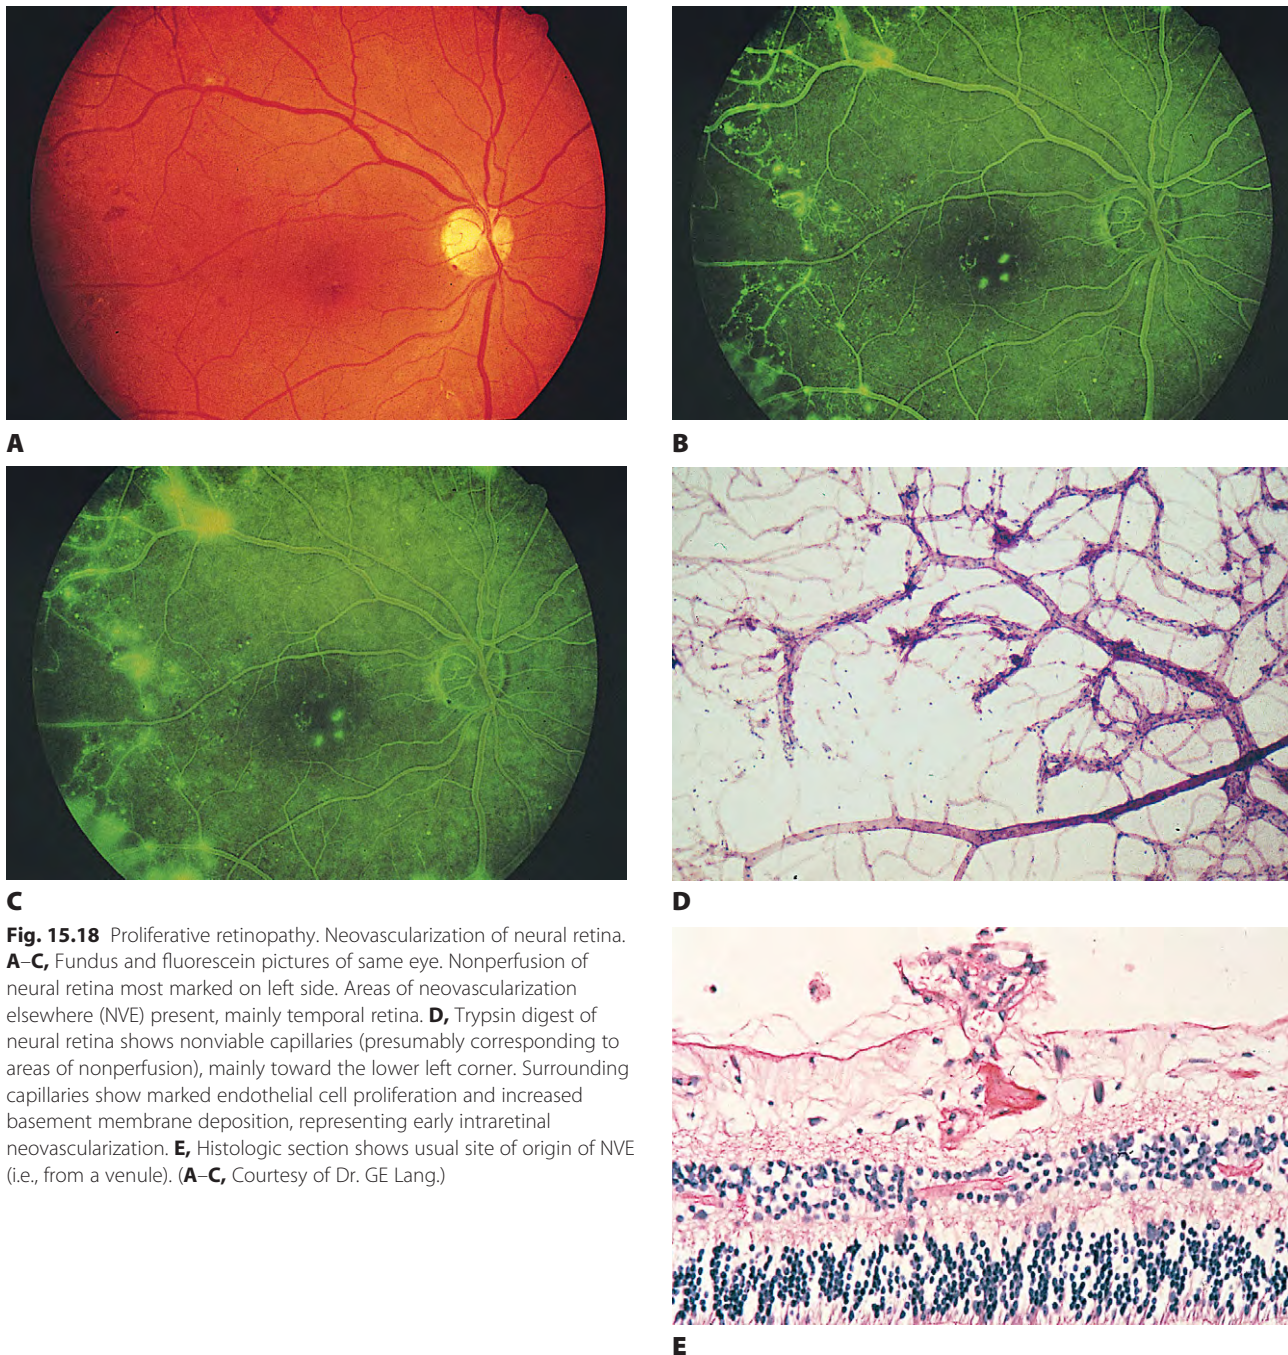 A
B
C
D
Fig. 15.18 Proliferative retinopathy. Neovascularization of neural retina.
A–C, Fundus and fluorescein pictures of same eye. Nonperfusion of
neural retina most marked on left side. Areas of neovascularization
elsewhere (NVE) present, mainly temporal retina. D, Trypsin digest of
neural retina shows nonviable capillaries (presumably corresponding to
areas of nonperfusion), mainly toward the lower left corner. Surrounding
capillaries show marked endothelial cell proliferation and increased
basement membrane deposition, representing early intraretinal
neovascularization. E, Histologic section shows usual site of origin of NVE
(i.e., from a venule). (A–C, Courtesy of Dr. GE Lang.)
E